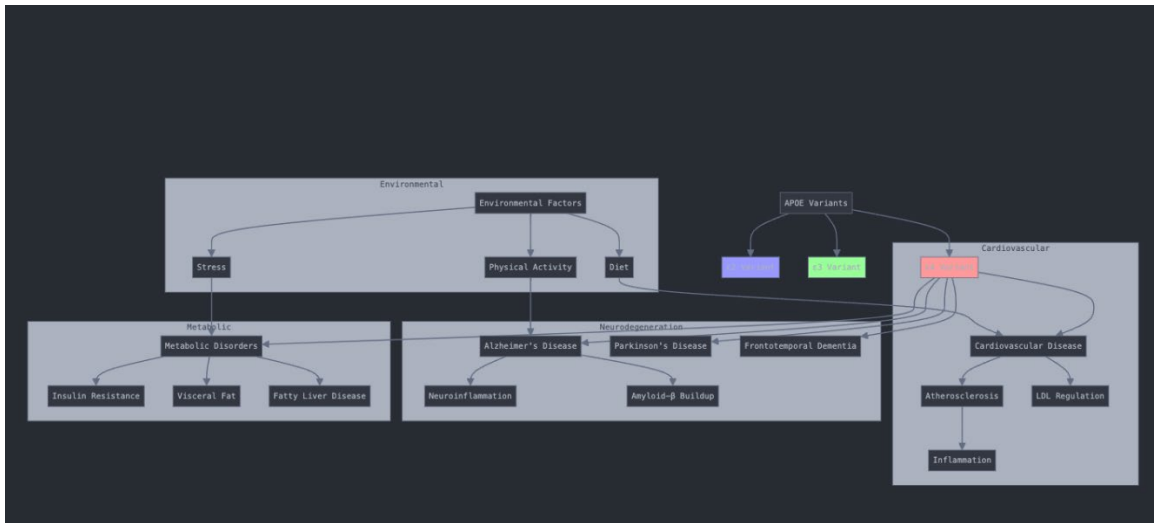 Environmental
Environmental Factors
APOE Variants
Stress
Physical Activity
Diet
ε3 Variant
Cardiovascular
Metabolic
Neurodegeneration
Metabolic Disorders
Alzheimer's Disease
Parkinson's Disease
Frontotemporal Dementia
Cardiovascular Disease
Insulin Resistance
Visceral Fat
Fatty Liver Disease
Neuroinflammation
Amyloid-β Buildup
Atherosclerosis
LDL Regulation
Inflammation